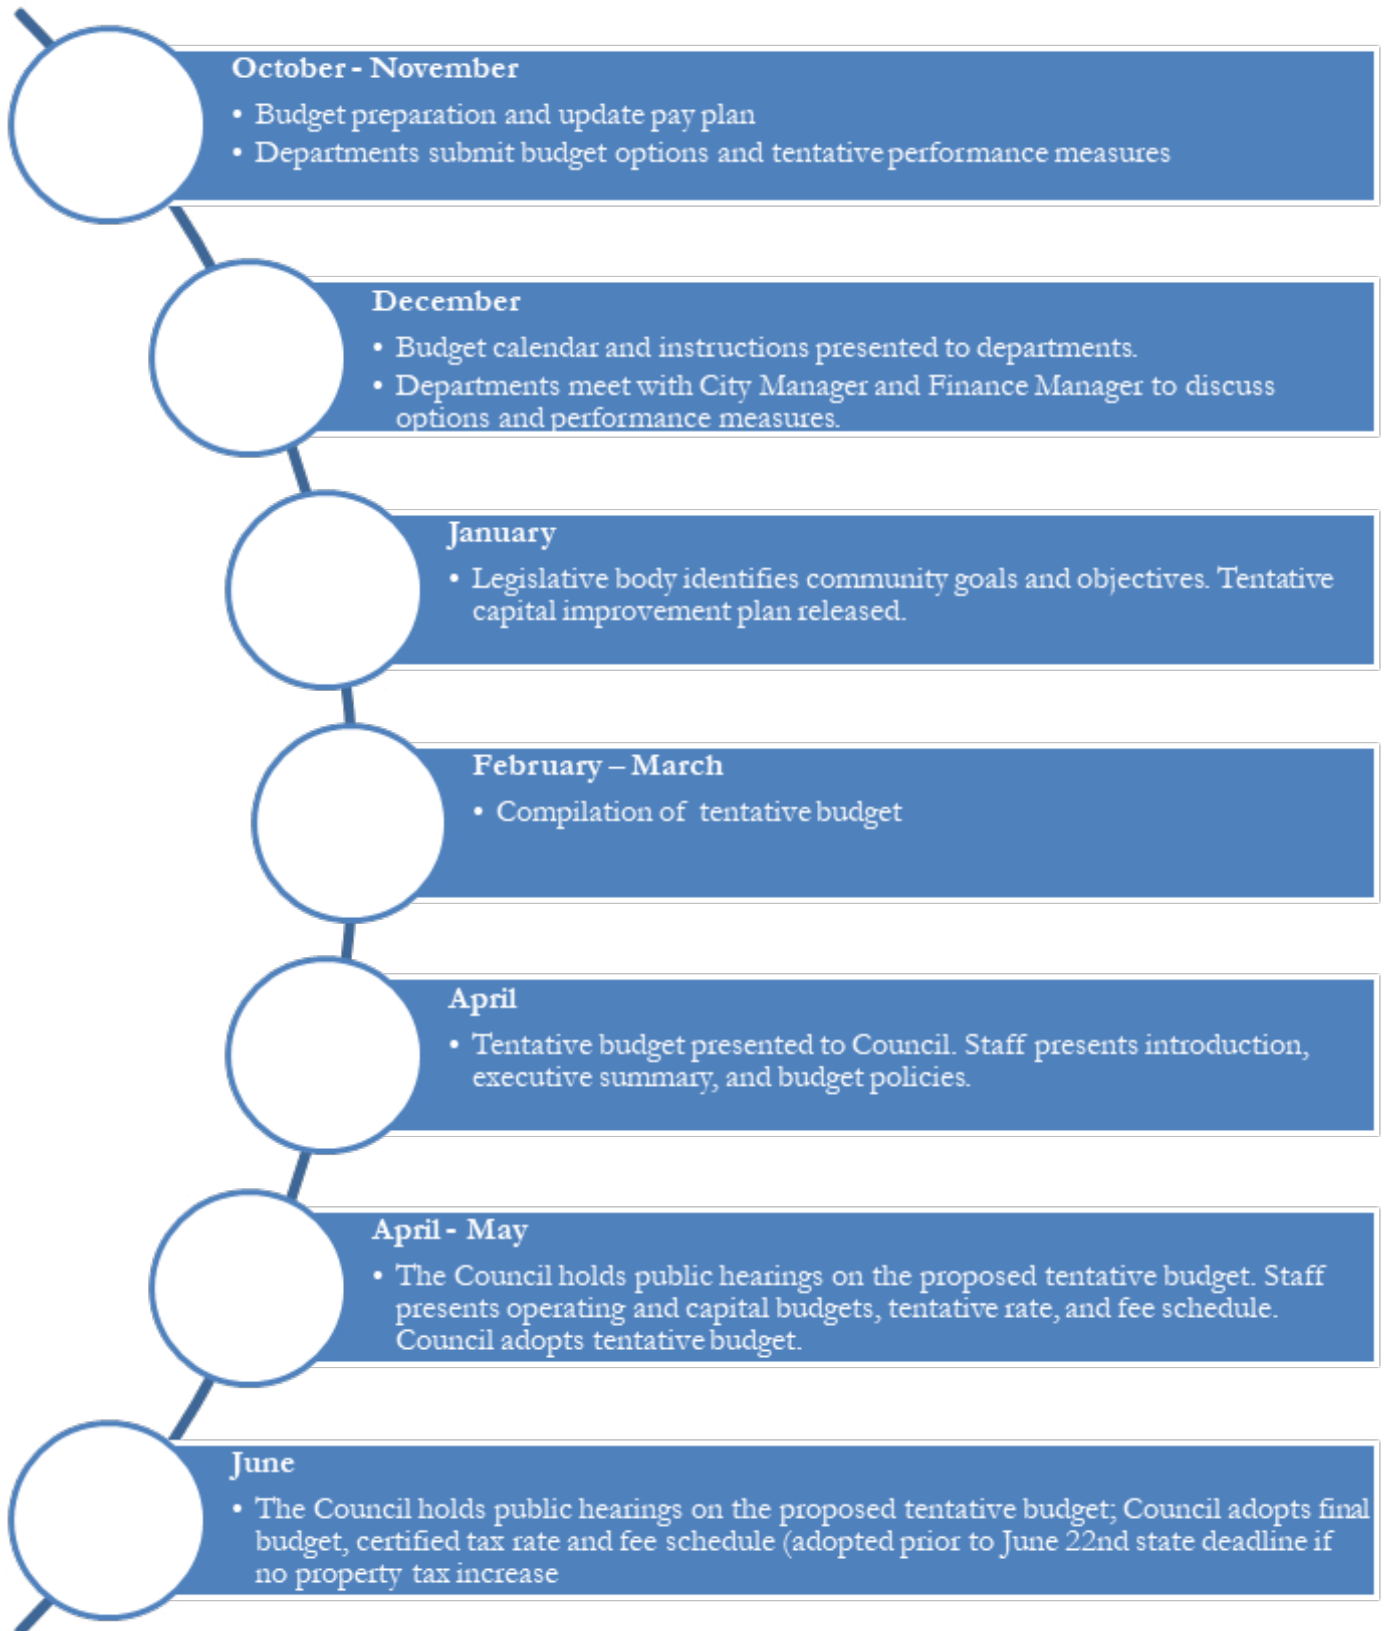 October - November
• Budget preparation and update pay plan
• Departments submit budget options and tentative performance measures
December
• Budget calendar and instructions presented to departments.
• Departments meet with City Manager and Finance Manager to discuss
options and performance measures.
January
• Legislative body identifies community goals and objectives. Tentative
capital improvement plan released.
February – March
• Compilation of tentative budget
April
• Tentative budget presented to Council. Staff presents introduction,
executive summary, and budget policies.
April - May
• The Council holds public hearings on the proposed tentative budget. Staff
presents operating and capital budgets, tentative rate, and fee schedule.
Council adopts tentative budget.
June
• The Council holds public hearings on the proposed tentative budget; Council adopts final
budget, certified tax rate and fee schedule (adopted prior to June 22nd state deadline if
no property tax increase